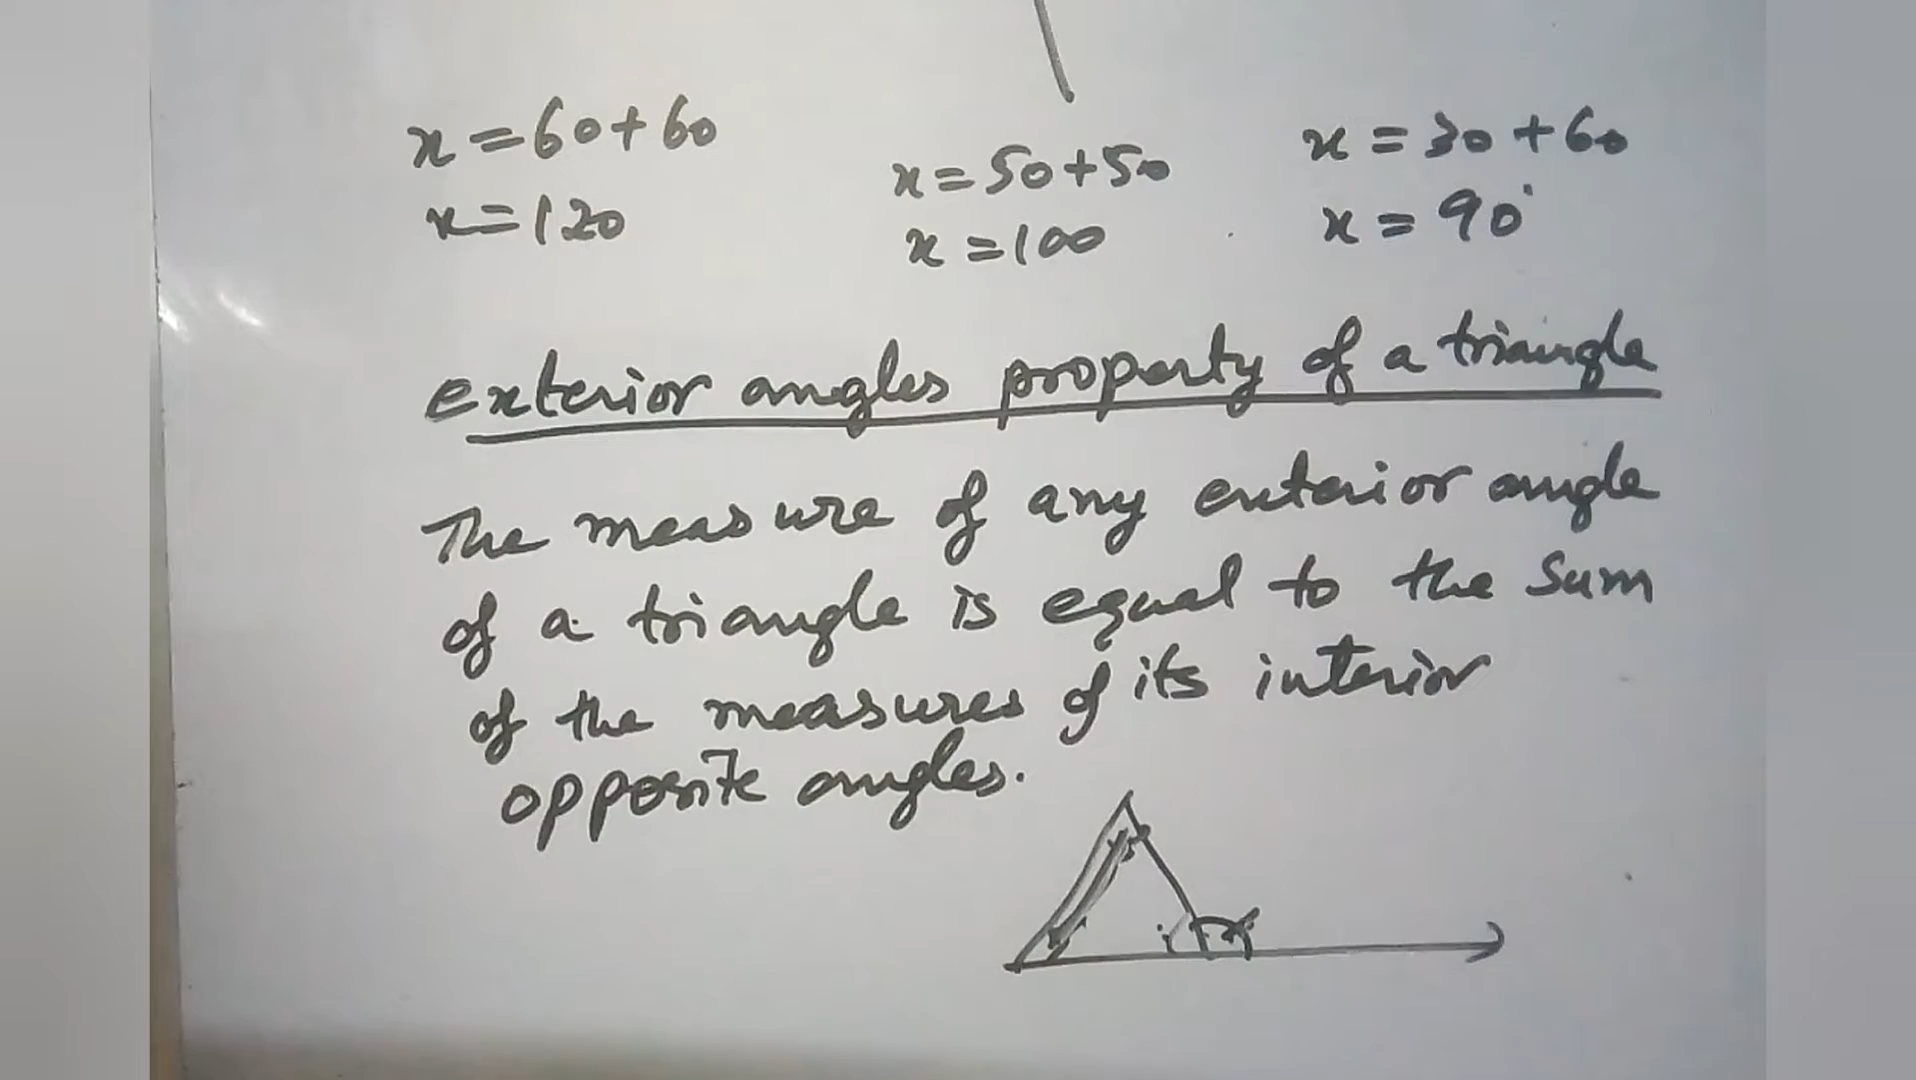 x=60+60
x=120
x=50+50
x=100
x=30+60
x=90°
exterior angles property of a triangle
The measure of any exterior angle
of a triangle is equal to the sum
of the measures of its interior
opposite angles.